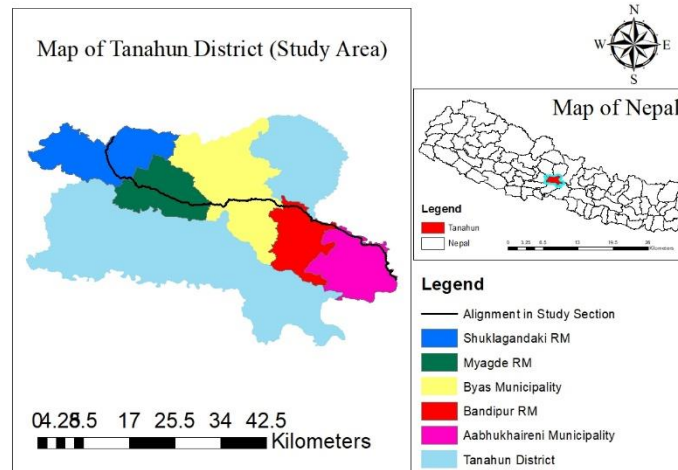 Map of Tanahun District (Study Area)
N
W E
S
Map of Nepal
Legend
Tanahun
Nepal
Kilometers
Legend
Alignment in Study Section
Shuklagandaki RM
Myagde RM
Byas Municipality
Bandipur RM
Aabhukhaireni Municipality
Tanahun District
04.258.5 17 25.5 34 42.5
Kilometers